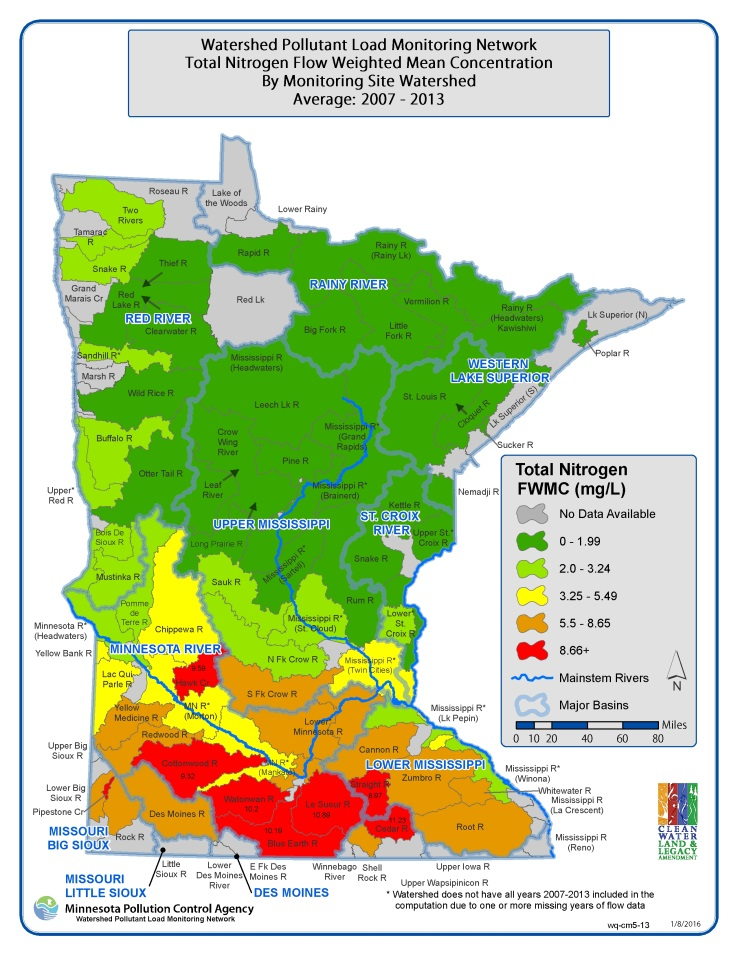 Watershed Pollutant Load Monitoring Network
Total Nitrogen Flow Weighted Mean Concentration
By Monitoring Site Watershed
Average: 2007 - 2013
Roseau R
Lake of
the Woods
Lower Rainy
Two
Rivers
Tamarac
R
Snake R
Thief R
Rapid R
Rainy R
(Rainy Lk)
RAINY RIVER
Grand
Marais Cr
Red
Lake R
Red Lk
Vermilion R
Rainy R
(Headwaters)
Kawishiwi
Lk Superior (N)
RED RIVER
Clearwater R
Big Fork R
Little
Fork R
Poplar R
Sandhill R*
Marsh R
Mississippi R
(Headwaters)
WESTERN
LAKE SUPERIOR
Wild Rice R
Leech Lk R
St. Louis R
Cloquet R
Lk Superior (S)
Buffalo R
Crow
Wing
River
Mississippi R*
(Grand
Rapids)
Sucker R
Pine R
Otter Tail R
Leaf
River
Mississippi R*
(Brainerd)
Nemadji R
Upper*
Red R
Kettle R
UPPER MISSISSIPPI
ST. CROIX
RIVER
Upper St.*
Croix R
Bois De
Sioux R
Long Prairie R
Mississippi R*
(Sartell)
Snake R
Mustinka R
Sauk R
Rum R
Pomme
de
Terre R
Mississippi R*
(St. Cloud)
Lower*
St.
Croix R
Minnesota R*
(Headwaters)
Chippewa R
Yellow Bank R
MINNESOTA RIVER
N Fk Crow R
Mississippi R*
(Twin Cities)
Lac Qui
Parle R
9.59
Hawk Cr
S Fk Crow R
Yellow
Medicine R
MN R*
(Morton)
Mississippi R*
(Lk Pepin)
Redwood R
Lower
Minnesota R
Upper Big
Sioux R
Cannon R
Cottonwood R
9.32
MN R*
(Mankato)
LOWER MISSISSIPPI
Zumbro R
Mississippi R*
(Winona)
Whitewater R
Lower Big
Sioux R
Straight R
8.67
Mississippi R
(La Crescent)
Pipestone Cr
Watonwan R
10.2
Le Sueur R
10.89
Des Moines R
11.23
Cedar R
Root R
MISSOURI
BIG SIOUX
Rock R
10.19
Blue Earth R
Mississippi R
(Reno)
Little
Sioux R
Lower
Des Moines
River
E Fk Des
Moines R
Winnebago
River
Shell
Rock R
Upper Iowa R
Upper Wapsipinicon R
MISSOURI
LITTLE SIOUX
DES MOINES
Total Nitrogen
FWMC (mg/L)
No Data Available
0 - 1.99
2.0 - 3.24
3.25 - 5.49
5.5 - 8.65
8.66+
Mainstem Rivers
Major Basins
N
Miles
0 10 20 40 60 80
CLEAN
WATER
LAND &
LEGACY
AMENDMENT
Minnesota Pollution Control Agency
Watershed Pollutant Load Monitoring Network
* Watershed does not have all years 2007-2013 included in the
computation due to one or more missing years of flow data
wq-cm5-13
1/8/2016